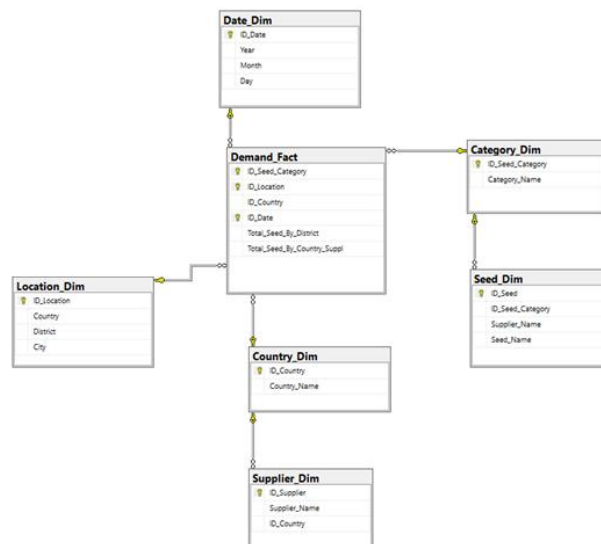 Date_Dim
ID_Date
Year
Month
Day
Demand_Fact
ID_Seed_Category
ID_Location
ID_Country
ID_Date
Total_Seed_By_District
Total_Seed_By_Country_Suppl
Category_Dim
ID_Seed_Category
Category_Name
Location_Dim
ID_Location
Country
District
City
Seed_Dim
ID_Seed
ID_Seed_Category
Supplier_Name
Seed_Name
Country_Dim
ID_Country
Country_Name
Supplier_Dim
ID_Supplier
Supplier_Name
ID_Country